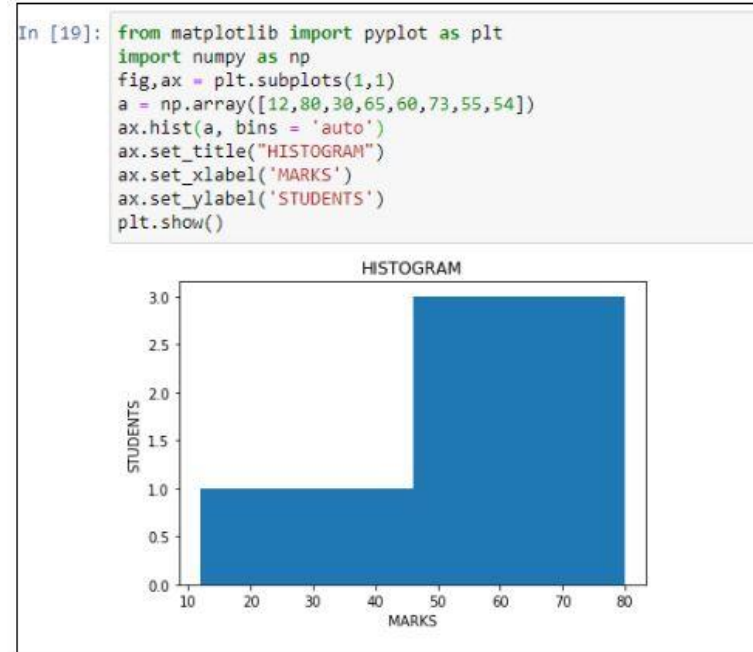 In [19]: from matplotlib import pyplot as plt
import numpy as np
fig,ax = plt.subplots(1,1)
a = np.array([12,80,30,65,60,73,55,54])
ax.hist(a, bins = 'auto')
ax.set_title("HISTOGRAM")
ax.set_xlabel('MARKS')
ax.set_ylabel('STUDENTS')
plt.show()
HISTOGRAM
3.0
2.5
2.0
1.5
1.0
0.5
0.0
STUDENTS
10 20 30 40 50 60 70 80
MARKS